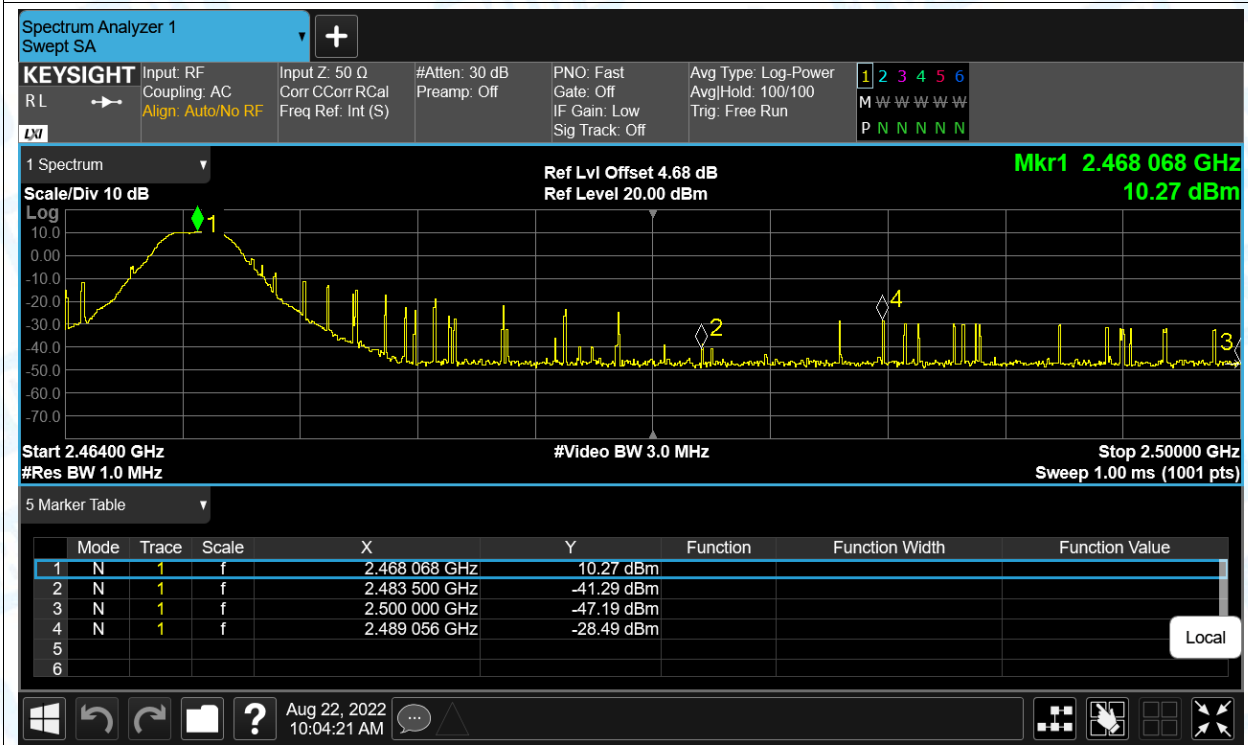 Spectrum Analyzer 1
Swept SA
+
KEYSIGHT Input: RF Input Z: 50 Ω #Atten: 30 dB PNO: Fast Avg Type: Log-Power 1 2 3 4 5 6
R L Coupling: AC Corr CCorr RCal Preamp: Off Gate: Off Avg|Hold: 100/100 M W W W W W
Align: Auto/No RF Freq Ref: Int (S) IF Gain: Low Trig: Free Run
LXI Sig Track: Off P N N N N N
1 Spectrum Ref Lvl Offset 4.68 dB Mkr1 2.468 068 GHz
Scale/Div 10 dB Ref Level 20.00 dBm 10.27 dBm
Log
1
10.0
0.00
-10.0
-20.0 4
-30.0 2
-40.0 3
-50.0
-60.0
-70.0
Start 2.46400 GHz #Video BW 3.0 MHz Stop 2.50000 GHz
#Res BW 1.0 MHz Sweep 1.00 ms (1001 pts)
5 Marker Table
Mode Trace Scale X Y Function Function Width Function Value
1 N 1 f 2.468 068 GHz 10.27 dBm
2 N 1 f 2.483 500 GHz -41.29 dBm
3 N 1 f 2.500 000 GHz -47.19 dBm
4 N 1 f 2.489 056 GHz -28.49 dBm
5
6
Local
? Aug 22, 2022
10:04:21 AM